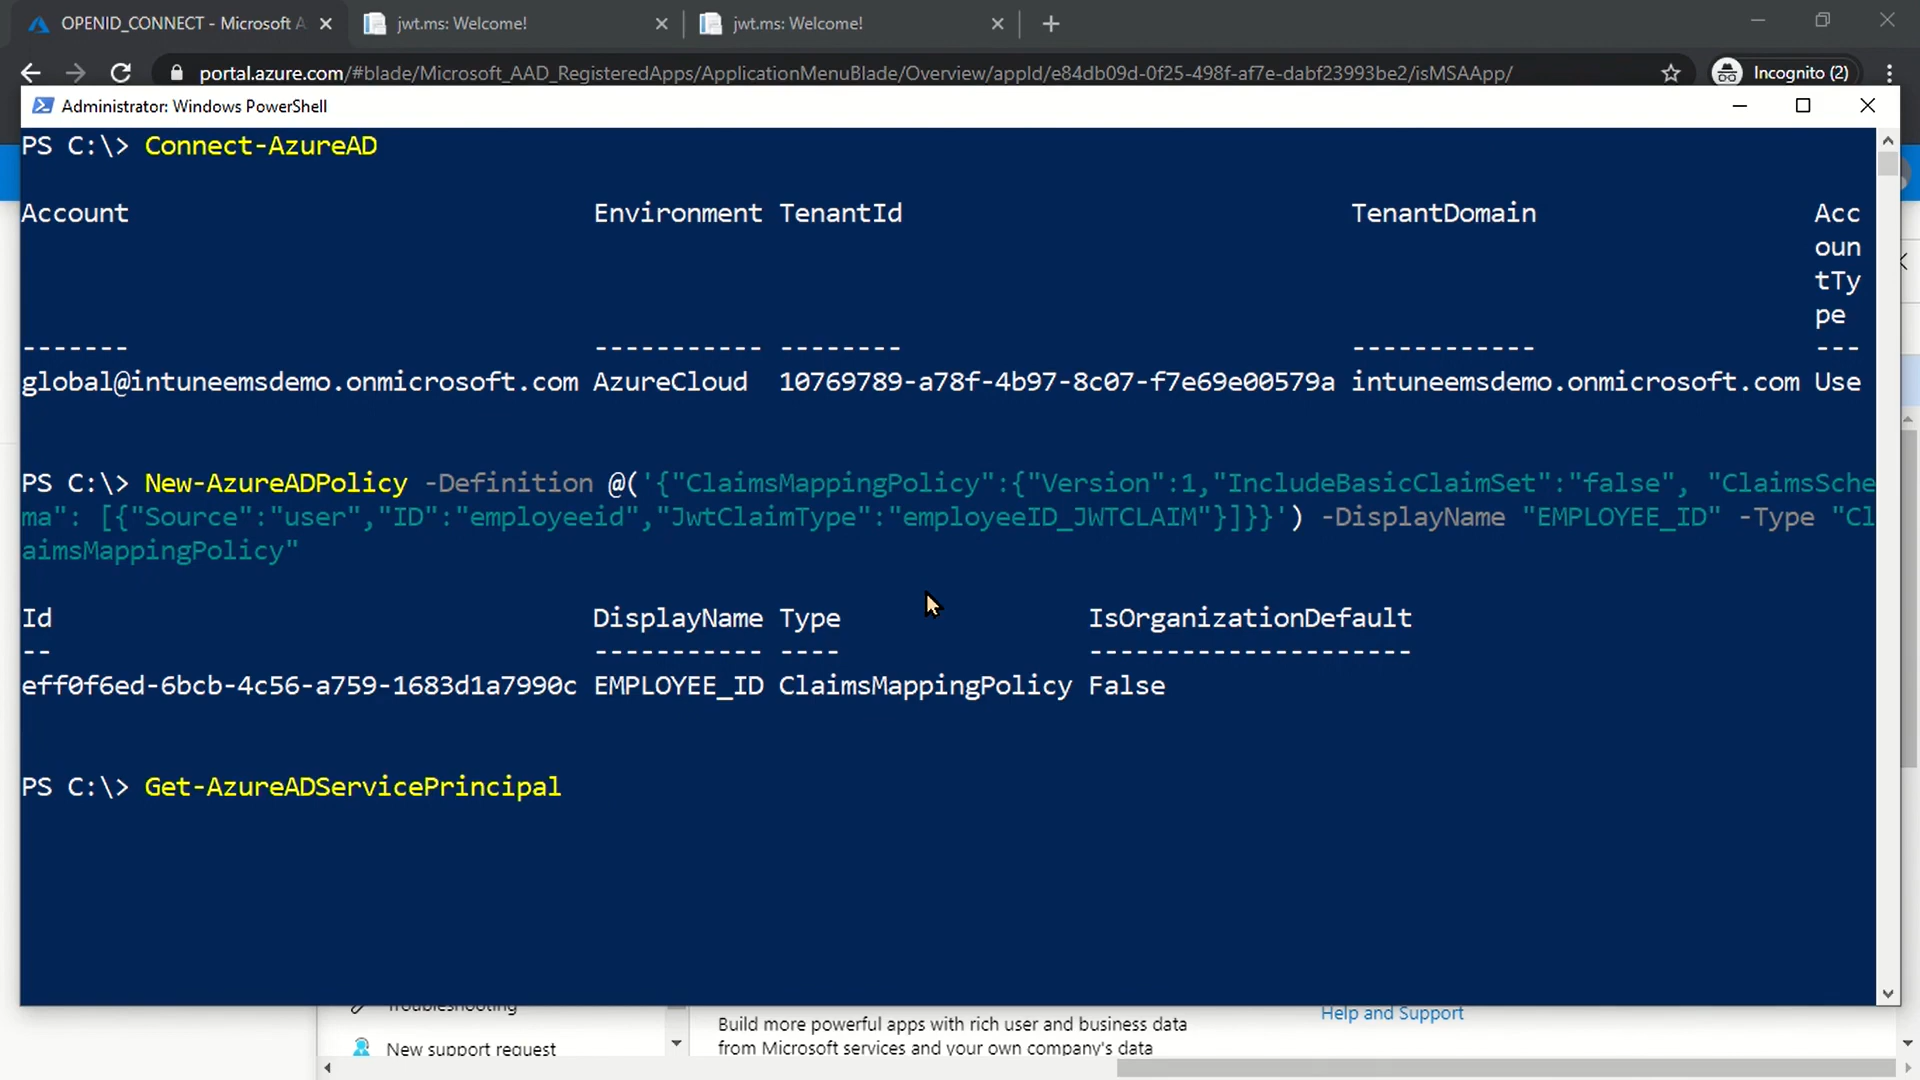 OPENID_CONNECT - Microsoft A
jwt.ms: Welcome!
jwt.ms: Welcome!
portal.azure.com/#blade/Microsoft_AAD_RegisteredApps/ApplicationMenuBlade/Overview/appId/e84db09d-0f25-498f-af7e-dabf23993be2/isMSAApp/
Incognito (2)
Administrator: Windows PowerShell
PS C:\> Connect-AzureAD
Account Environment TenantId TenantDomain Acc
oun
tTy
pe
------- ----------- -------- ------------ ---
global@intuneemsdemo.onmicrosoft.com AzureCloud 10769789-a78f-4b97-8c07-f7e69e00579a intuneemsdemo.onmicrosoft.com Use
PS C:\> New-AzureADPolicy -Definition @('{"ClaimsMappingPolicy":{"Version":1,"IncludeBasicClaimSet":"false", "ClaimsSche
ma": [{"Source":"user","ID":"employeeid","JwtClaimType":"employeeID_JWTCLAIM"}]}}') -DisplayName "EMPLOYEE_ID" -Type "Cl
aimsMappingPolicy"
Id DisplayName Type IsOrganizationDefault
-- ----------- ---- ---------------------
eff0f6ed-6bcb-4c56-a759-1683d1a7990c EMPLOYEE_ID ClaimsMappingPolicy False
PS C:\> Get-AzureADServicePrincipal
Troubleshooting
New support request
Build more powerful apps with rich user and business data
from Microsoft services and your own company's data
Help and Support